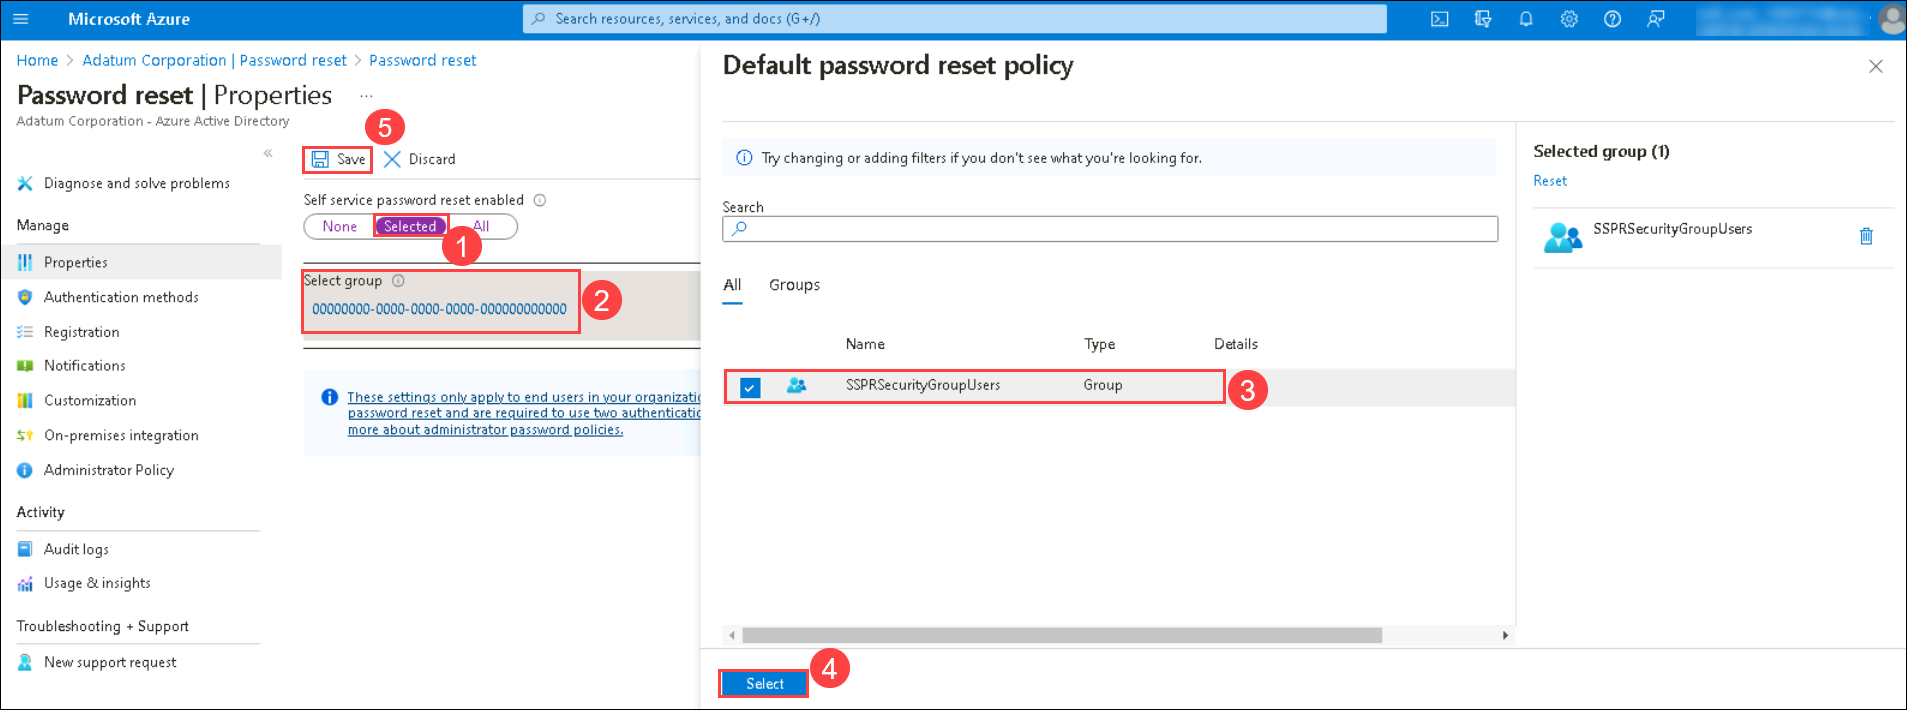 Microsoft Azure
Search resources, services, and docs (G+/)
Home > Adatum Corporation | Password reset > Password reset
Password reset | Properties ...
Adatum Corporation - Azure Active Directory
«
Diagnose and solve problems
Manage
Properties
Authentication methods
Registration
Notifications
Customization
On-premises integration
Administrator Policy
Activity
Audit logs
Usage & insights
Troubleshooting + Support
New support request
5
Save Discard
Self service password reset enabled
None Selected All
1
Select group
00000000-0000-0000-0000-000000000000
2
These settings only apply to end users in your organizatio
password reset and are required to use two authenticatio
more about administrator password policies.
Default password reset policy
Try changing or adding filters if you don't see what you're looking for.
Search
All Groups
Name Type Details
SSPRSecurityGroupUsers Group
3
Select
4
Selected group (1)
Reset
SSPRSecurityGroupUsers